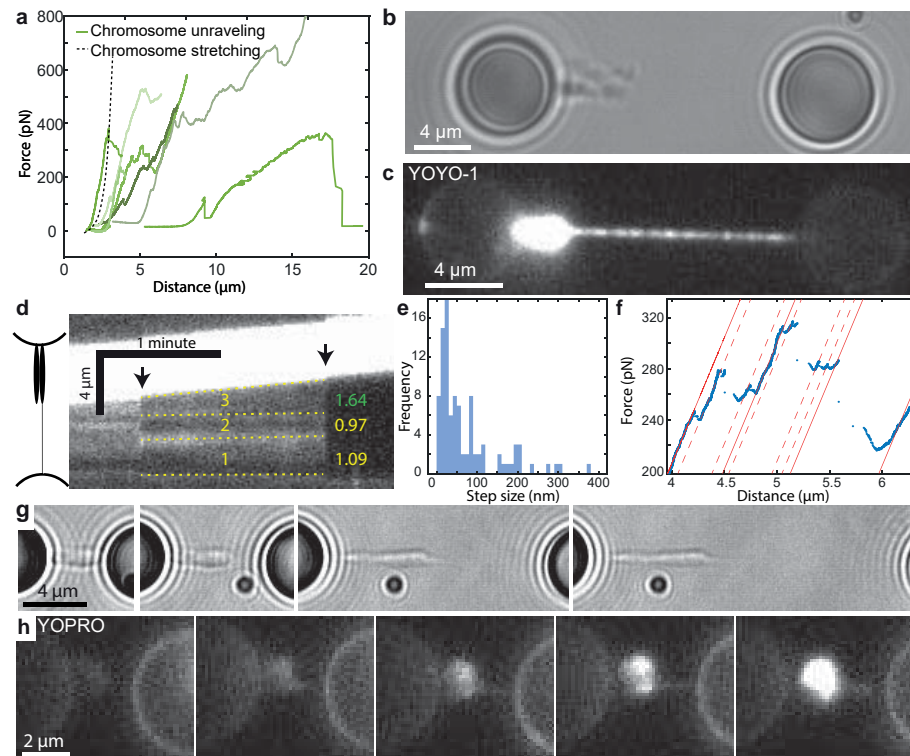 a
Force (pN)
800
600
400
200
0
Chromosome unraveling
Chromosome stretching
0 5 10 15 20
Distance (μm)
b
4 μm
c YOYO-1
4 μm
d
1 minute
4 μm
3 1.64
2 0.97
1 1.09
e
Frequency
16
12
8
4
0
0 100 200 300 400
Step size (nm)
f
Force (pN)
320
280
240
200
4 4.5 5 5.5 6
Distance (μm)
g
4 μm
h YOPRO
2 μm